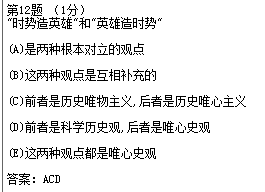 第12题 （1分）
"时势造英雄"和"英雄造时势"
(A)是两种根本对立的观点
(B)这两种观点是互相补充的
(C)前者是历史唯物主义,后者是历史唯心主义
(D)前者是科学历史观,后者是唯心史观
(E)这两种观点都是唯心史观
答案：ACD